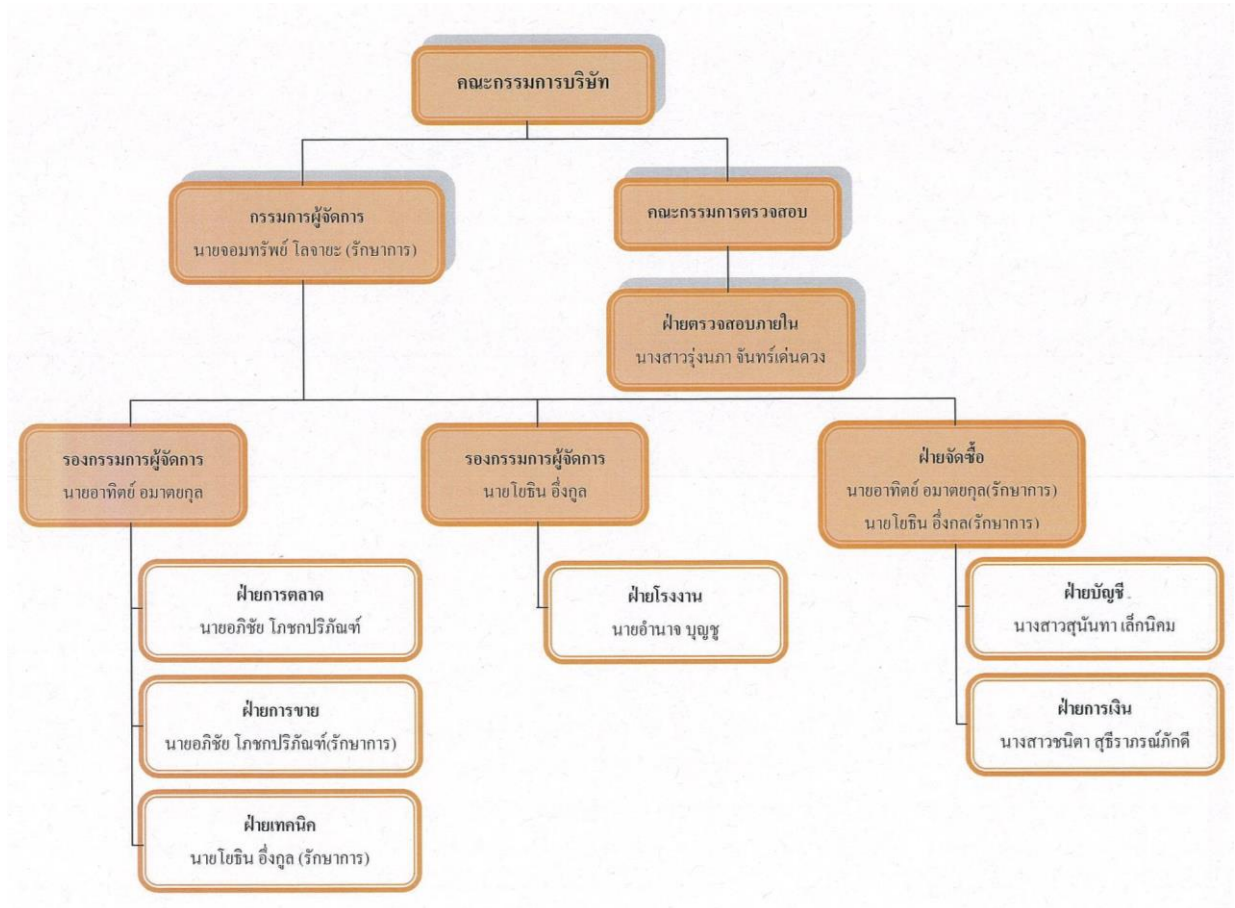 คณะกรรมการบริษัท
กรรมการผู้จัดการ
นายจอมทรัพย์ โลจายะ (รักษาการ)
คณะกรรมการตรวจสอบ
ฝ่ายตรวจสอบภายใน
นางสาวรุ่งนภา จันทร์เด่นดวง
รองกรรมการผู้จัดการ
นายอาทิตย์ อมาตยกุล
รองกรรมการผู้จัดการ
นายโยธิน อึ่งกูล
ฝ่ายจัดซื้อ
นายอาทิตย์ อมาตยกุล(รักษาการ)
นายโยธิน อึ่งกูล(รักษาการ)
ฝ่ายการตลาด
นายอภิชัย โภชกปริภัณฑ์
ฝ่ายการขาย
นายอภิชัย โภชกปริภัณฑ์(รักษาการ)
ฝ่ายเทคนิค
นายโยธิน อึ่งกูล (รักษาการ)
ฝ่ายโรงงาน
นายอำนาจ บุญชู
ฝ่ายบัญชี
นางสาวสุนันทา เล็กนิคม
ฝ่ายการเงิน
นางสาวชนิตา สุธีราภรณ์ภักดี